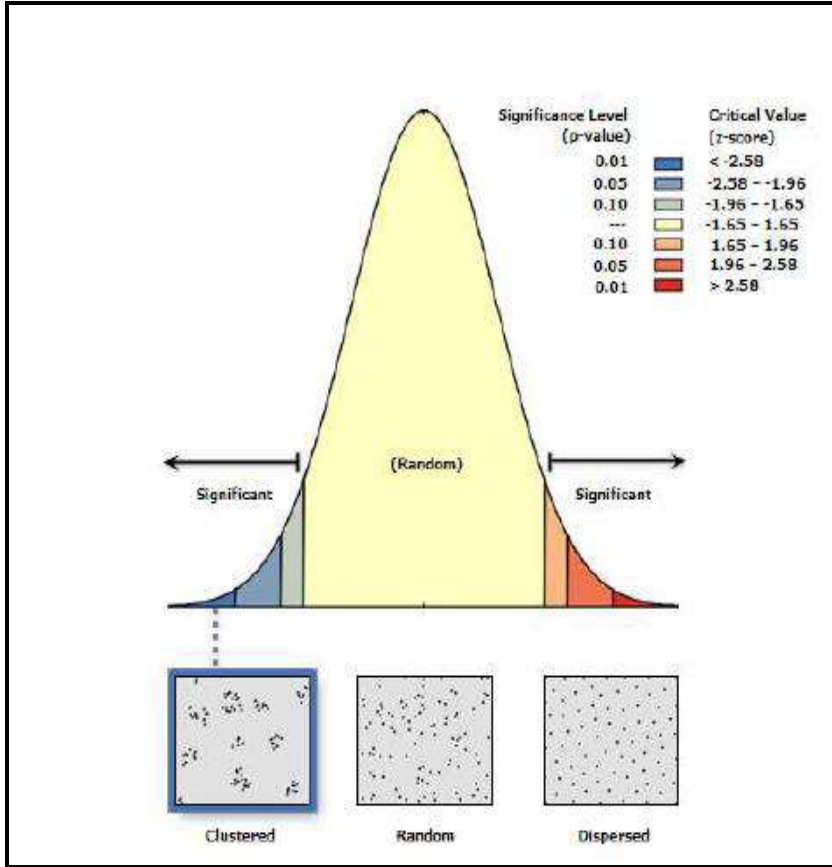 Significance Level Critical Value
(p-value) (z-score)
0.01 < -2.58
0.05 -2.58 - -1.96
0.10 -1.96 - -1.65
--- -1.65 - 1.65
0.10 1.65 - 1.96
0.05 1.96 - 2.58
0.01 > 2.58
(Random)
Significant Significant
Clustered Random Dispersed